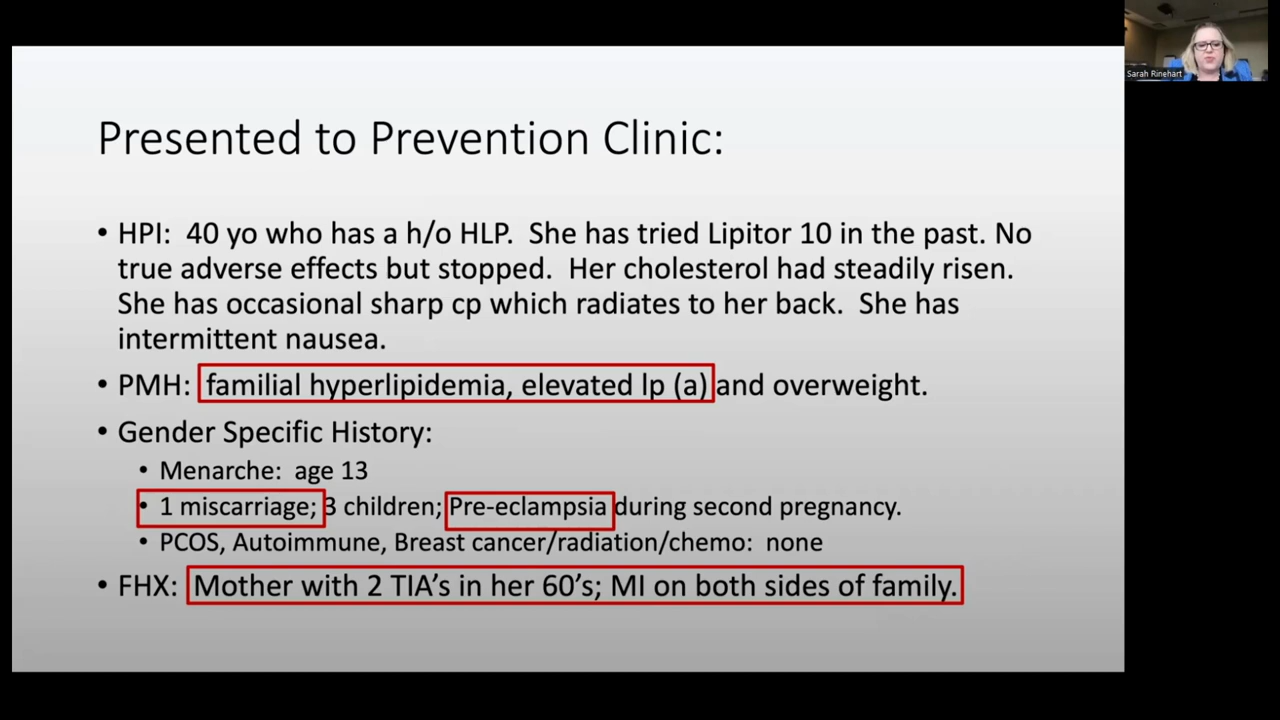 Sarah Rinehart
Presented to Prevention Clinic:
• HPI: 40 yo who has a h/o HLP. She has tried Lipitor 10 in the past. No
true adverse effects but stopped. Her cholesterol had steadily risen.
She has occasional sharp cp which radiates to her back. She has
intermittent nausea.
• PMH: familial hyperlipidemia, elevated lp (a) and overweight.
• Gender Specific History:
• Menarche: age 13
• 1 miscarriage; 3 children; Pre-eclampsia during second pregnancy.
• PCOS, Autoimmune, Breast cancer/radiation/chemo: none
• FHX: Mother with 2 TIA's in her 60's; MI on both sides of family.